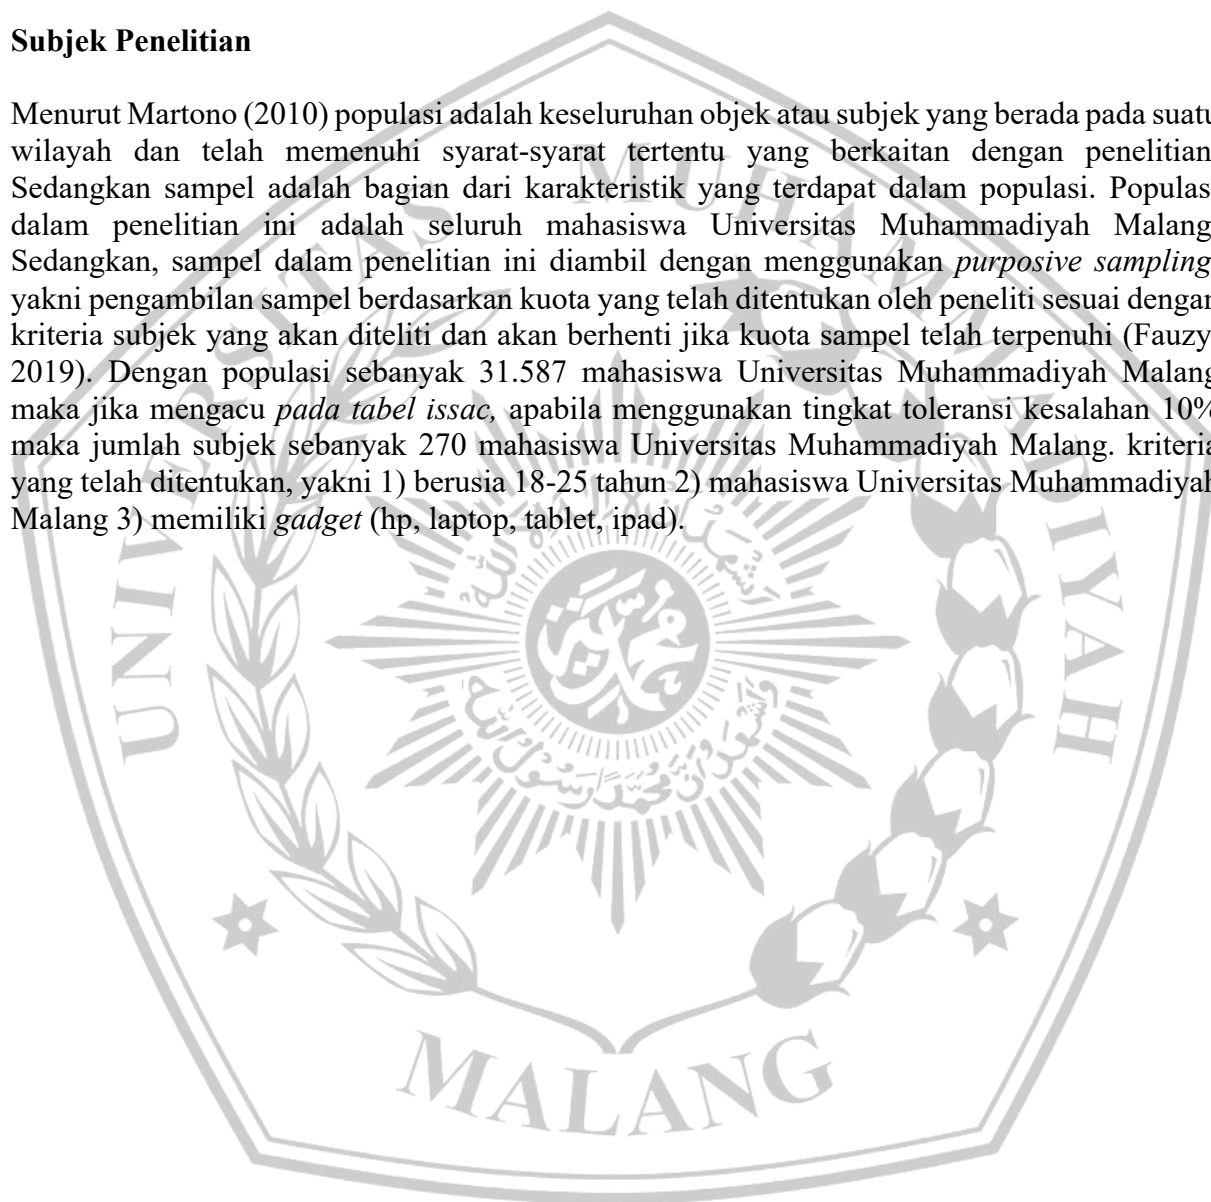 Subjek Penelitian
Menurut Martono (2010) populasi adalah keseluruhan objek atau subjek yang berada pada suatu
wilayah dan telah memenuhi syarat-syarat tertentu yang berkaitan dengan penelitian
Sedangkan sampel adalah bagian dari karakteristik yang terdapat dalam populasi. Populas
dalam penelitian ini adalah seluruh mahasiswa Universitas Muhammadiyah Malang
Sedangkan, sampel dalam penelitian ini diambil dengan menggunakan purposive sampling
yakni pengambilan sampel berdasarkan kuota yang telah ditentukan oleh peneliti sesuai dengan
kriteria subjek yang akan diteliti dan akan berhenti jika kuota sampel telah terpenuhi (Fauzy
2019). Dengan populasi sebanyak 31.587 mahasiswa Universitas Muhammadiyah Malang
maka jika mengacu pada tabel issac, apabila menggunakan tingkat toleransi kesalahan 10%
maka jumlah subjek sebanyak 270 mahasiswa Universitas Muhammadiyah Malang. kriteria
yang telah ditentukan, yakni 1) berusia 18-25 tahun 2) mahasiswa Universitas Muhammadiyah
Malang 3) memiliki gadget (hp, laptop, tablet, ipad).
UNIVERSITAS MUHAMMADIYAH
MALANG